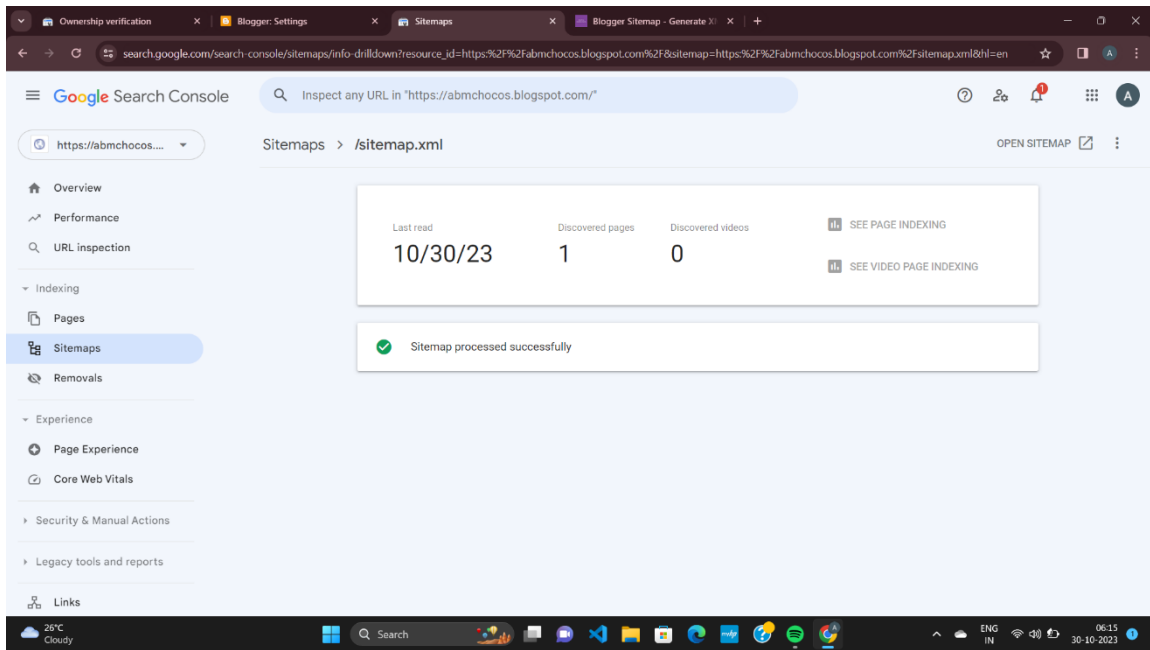 Ownership verification
Blogger: Settings
Sitemaps
Blogger Sitemap - Generate X
search.google.com/search-console/sitemaps/info-drilldown?resource_id=https:%2F%2Fabmchocos.blogspot.com%2F&sitemap=https:%2F%2Fabmchocos.blogspot.com%2Fsitemap.xml&hl=en
A
Google Search Console
Inspect any URL in "https://abmchocos.blogspot.com/"
1
A
https://abmchocos....
Sitemaps > /sitemap.xml
OPEN SITEMAP
Overview
Performance
URL inspection
Indexing
Pages
Sitemaps
Removals
Experience
Page Experience
Core Web Vitals
Security & Manual Actions
Legacy tools and reports
Links
Last read
10/30/23
Discovered pages
1
Discovered videos
0
SEE PAGE INDEXING
SEE VIDEO PAGE INDEXING
Sitemap processed successfully
26°C
Cloudy
Search
ENG
IN
06:15
30-10-2023
1